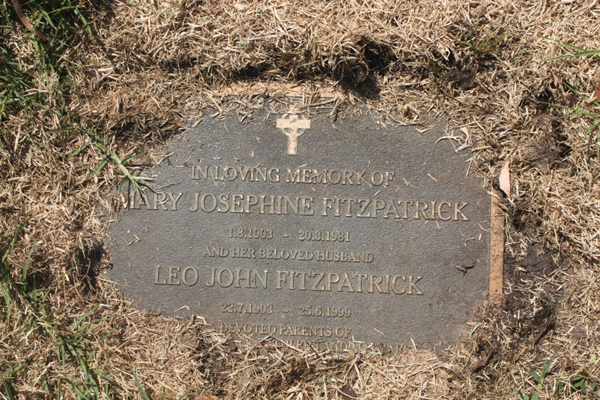 IN LOVING MEMORY OF
MARY JOSEPHINE FITZPATRICK
1.8.1903 - 20.3.1981
AND HER BELOVED HUSBAND
LEO JOHN FITZPATRICK
22.7.1903 - 25.6.1999
DEVOTED PARENTS OF